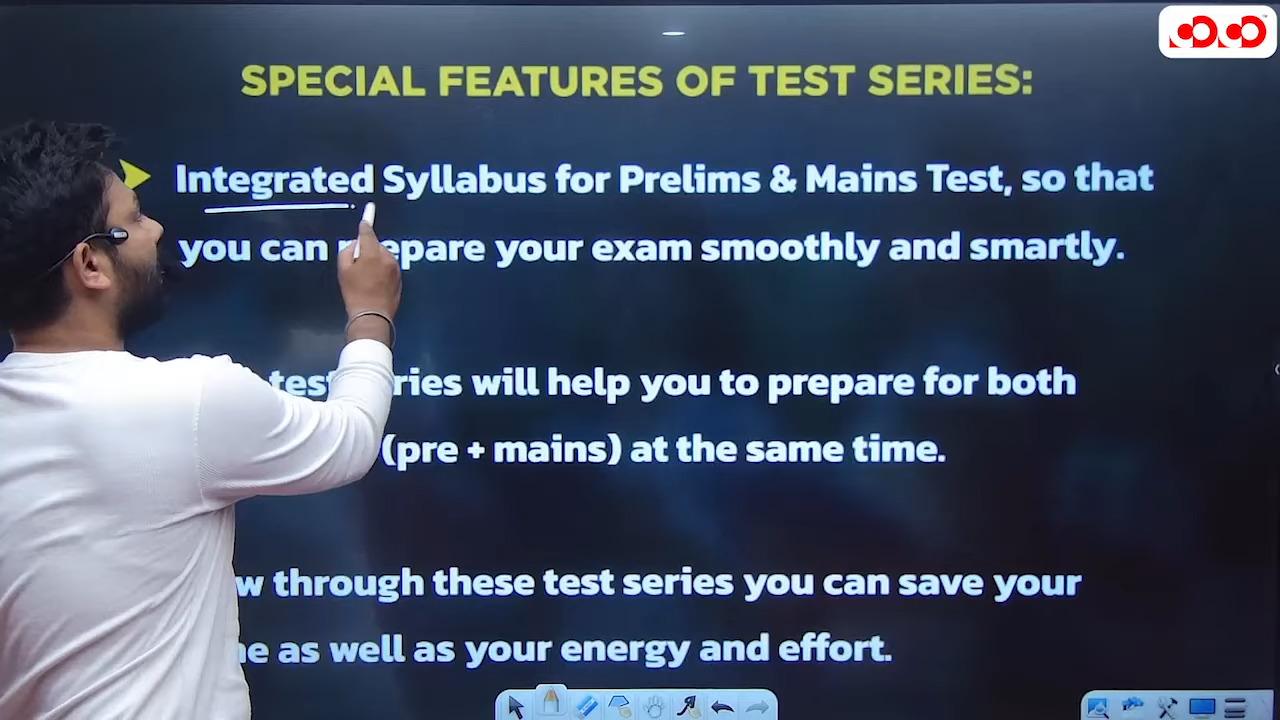 SPECIAL FEATURES OF TEST SERIES:
Integrated Syllabus for Prelims & Mains Test, so that
you can prepare your exam smoothly and smartly.
test series will help you to prepare for both
(pre + mains) at the same time.
through these test series you can save your
as well as your energy and effort.